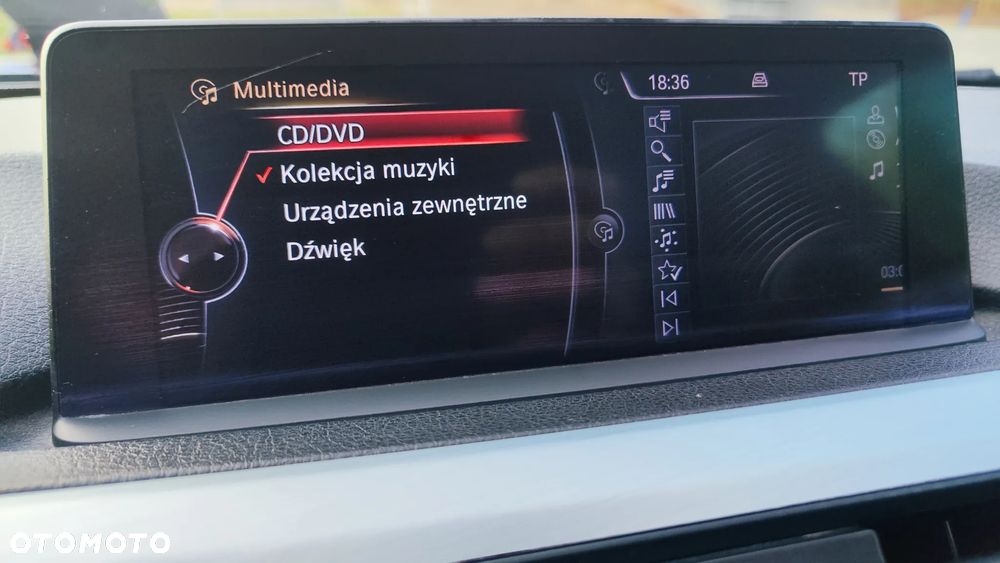 Multimedia
18:36
TP
CD/DVD
Kolekcja muzyki
Urządzenia zewnętrzne
Dźwięk
OTOMOTO